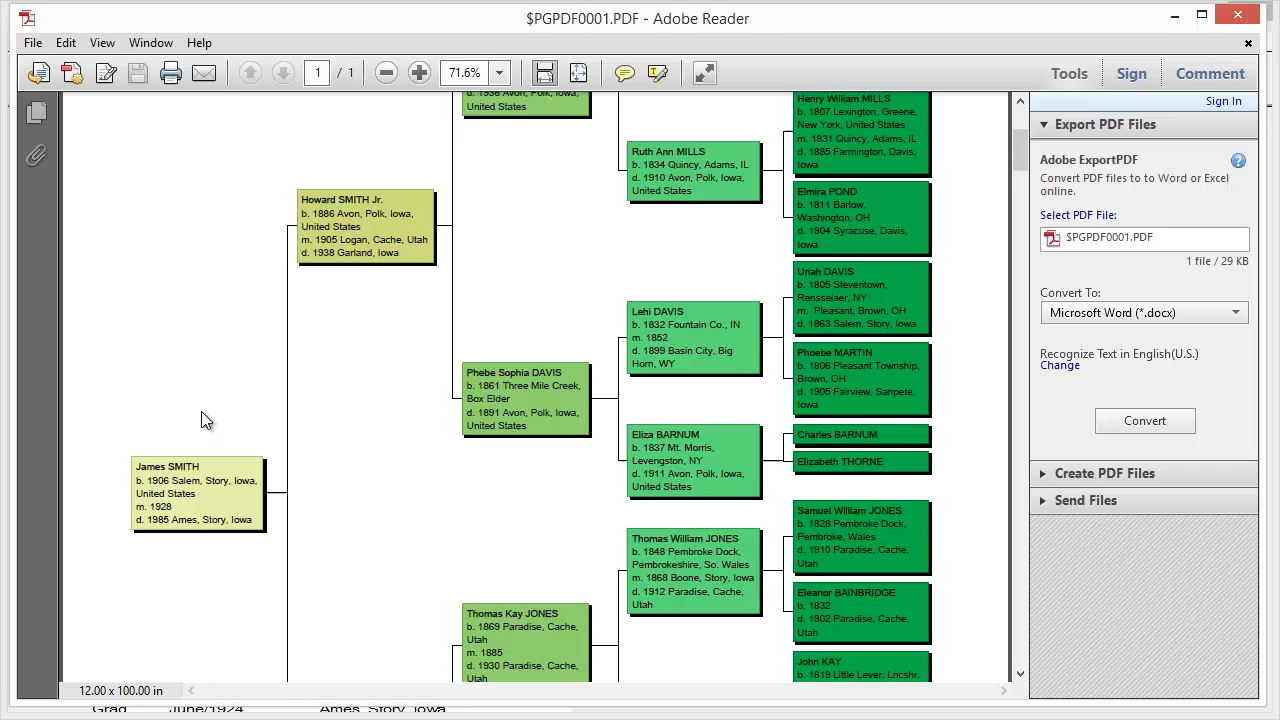 $PGPDF0001.PDF - Adobe Reader
File Edit View Window Help
1 / 1
71.6%
Tools Sign Comment
d. 1936 Avon, Polk, Iowa,
United States
Henry William MILLS
b. 1807 Lexington, Greene,
New York, United States
m. 1831 Quincy, Adams, IL
d. 1885 Farmington, Davis,
Iowa
Ruth Ann MILLS
b. 1834 Quincy, Adams, IL
d. 1910 Avon, Polk, Iowa,
United States
Elmira POND
b. 1811 Barlow,
Washington, OH
d. 1904 Syracuse, Davis,
Iowa
Howard SMITH Jr.
b. 1886 Avon, Polk, Iowa,
United States
m. 1905 Logan, Cache, Utah
d. 1938 Garland, Iowa
Uriah DAVIS
b. 1805 Steventown,
Rensselaer, NY
m.  Pleasant, Brown, OH
d. 1863 Salem, Story, Iowa
Lehi DAVIS
b. 1832 Fountain Co., IN
m. 1852
d. 1899 Basin City, Big
Horn, WY
Phoebe MARTIN
b. 1806 Pleasant Township,
Brown, OH
d. 1905 Fairview, Sanpete,
Iowa
Phebe Sophia DAVIS
b. 1861 Three Mile Creek,
Box Elder
d. 1891 Avon, Polk, Iowa,
United States
Eliza BARNUM
b. 1837 Mt. Morris,
Levengston, NY
d. 1911 Avon, Polk, Iowa,
United States
Charles BARNUM
Elizabeth THORNE
James SMITH
b. 1906 Salem, Story, Iowa,
United States
m. 1928
d. 1985 Ames, Story, Iowa
Samuel William JONES
b. 1828 Pembroke Dock,
Pembroke, Wales
d. 1910 Paradise, Cache,
Utah
Thomas William JONES
b. 1848 Pembroke Dock,
Pembrokeshire, So. Wales
m. 1868 Boone, Story, Iowa
d. 1912 Paradise, Cache,
Utah
Eleanor BAINBRIDGE
b. 1832
d. 1902 Paradise, Cache,
Utah
Thomas Kay JONES
b. 1869 Paradise, Cache,
Utah
m. 1885
d. 1930 Paradise, Cache,
Utah
John KAY
b. 1819 Little Lever, Lncshr,
12.00 x 100.00 in
Sign In
Export PDF Files
Adobe ExportPDF
Convert PDF files to to Word or Excel
online.
Select PDF File:
$PGPDF0001.PDF
1 file / 29 KB
Convert To:
Microsoft Word (*.docx)
Recognize Text in English(U.S.)
Change
Convert
Create PDF Files
Send Files
Grad June/1924 Ames, Story, Iowa